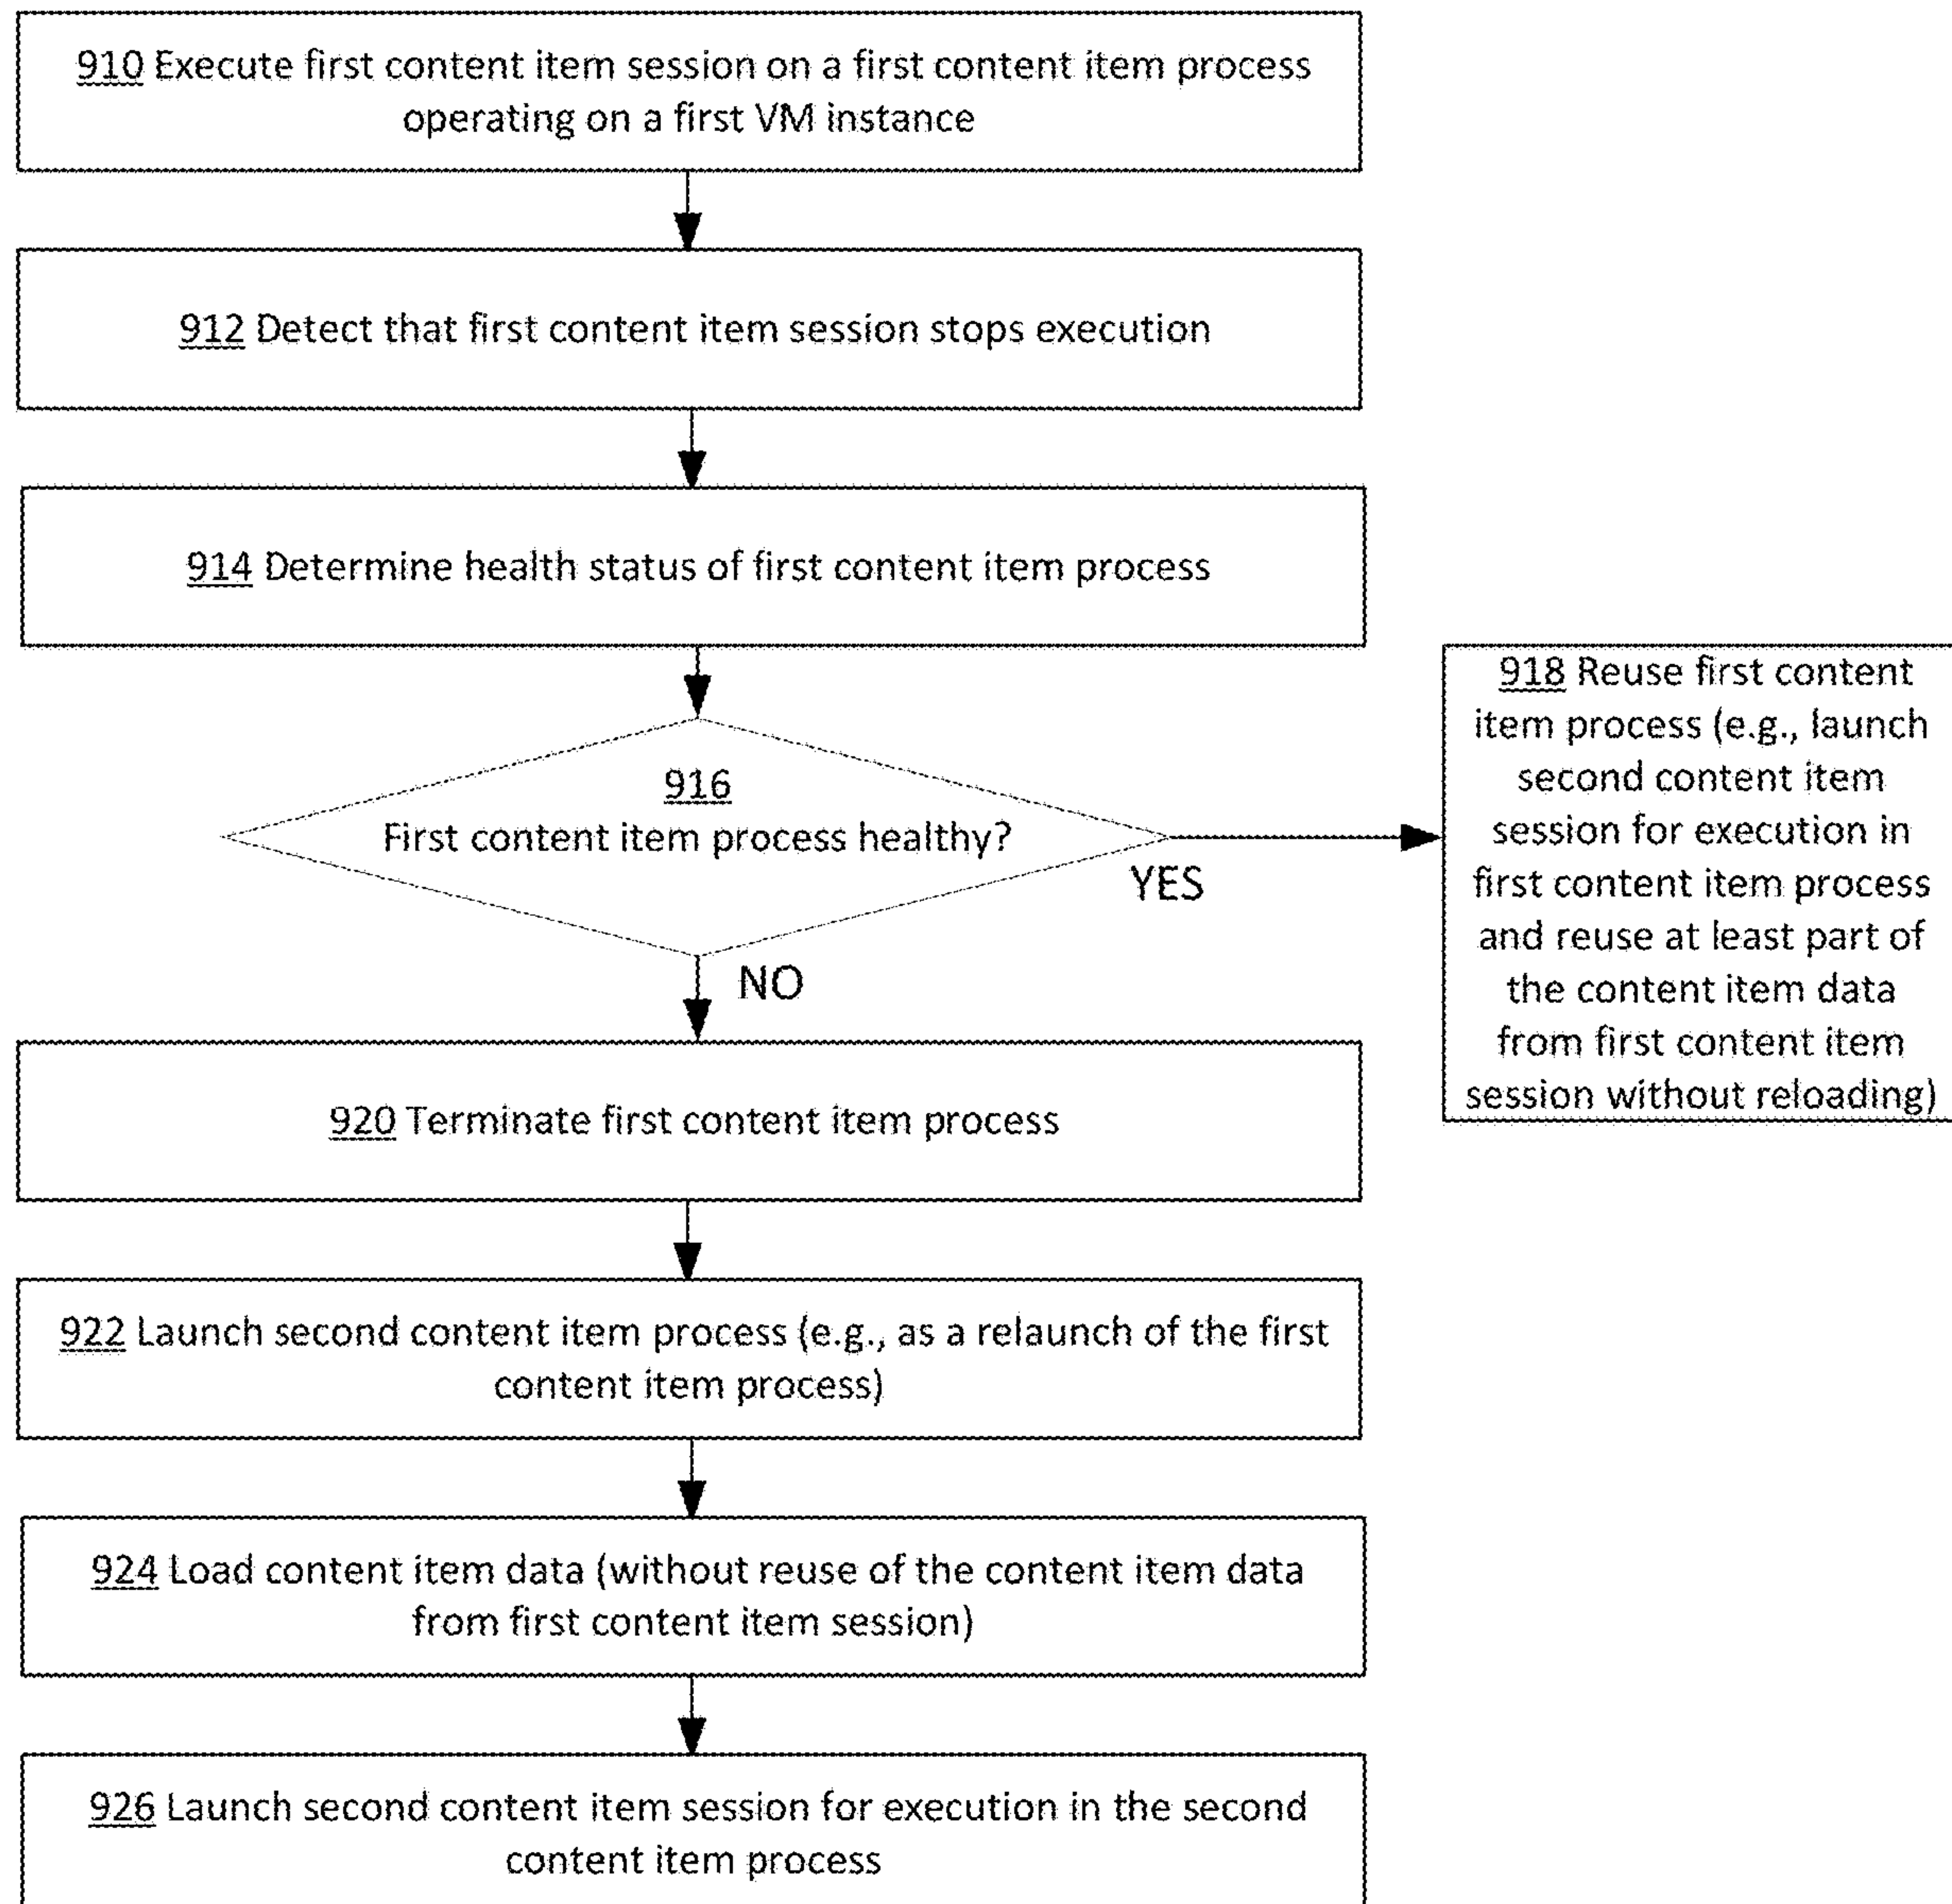 910 Execute first content item session on a first content item process
operating on a first VM instance
912 Detect that first content item session stops execution
914 Determine health status of first content item process
916
First content item process healthy?
YES
918 Reuse first content
item process (e.g., launch
second content item
session for execution in
first content item process
and reuse at least part of
the content item data
from first content item
session without reloading)
NO
920 Terminate first content item process
922 Launch second content item process (e.g., as a relaunch of the first
content item process)
924 Load content item data (without reuse of the content item data
from first content item session)
926 Launch second content item session for execution in the second
content item process